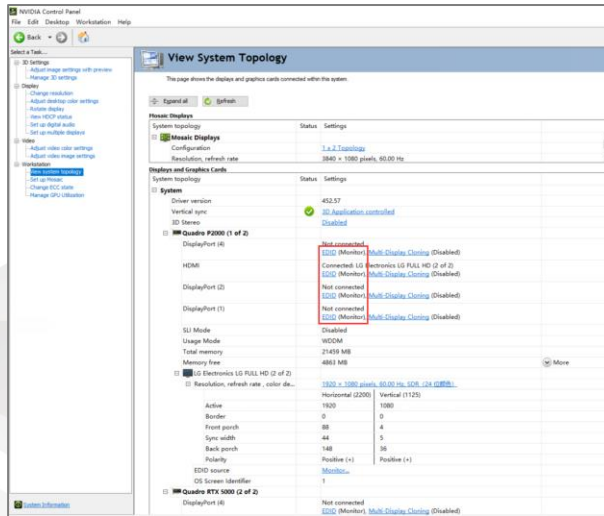 NVIDIA Control Panel
File Edit Desktop Workstation Help
Back
Select a Task...
3D Settings
Adjust image settings with preview
Manage 3D settings
Display
Change resolution
Adjust desktop color settings
Rotate display
View HDCP status
Set up digital audio
Set up multiple displays
Video
Adjust video color settings
Adjust video image settings
Workstation
View system topology
Set up Mosaic
Change ECC state
Manage GPU Utilization
System Information
View System Topology
This page shows the displays and graphics cards connected within this system.
Expand all Refresh
Mosaic Displays
System topology Status Settings
Mosaic Displays
Configuration 1 x 2 Topology
Resolution, refresh rate 3840 × 1080 pixels, 60.00 Hz
Displays and Graphics Cards
System topology Status Settings
System
Driver version 452.57
Vertical sync 3D Application controlled
3D Stereo Disabled
Quadro P2000 (1 of 2)
DisplayPort (4) Not connected
EDID (Monitor), Multi-Display Cloning (Disabled)
HDMI Connected: LG Electronics LG FULL HD (2 of 2)
EDID (Monitor), Multi-Display Cloning (Disabled)
DisplayPort (2) Not connected
EDID (Monitor), Multi-Display Cloning (Disabled)
DisplayPort (1) Not connected
EDID (Monitor), Multi-Display Cloning (Disabled)
SLI Mode Disabled
Usage Mode WDDM
Total memory 21459 MB
Memory free 4863 MB More
LG Electronics LG FULL HD (2 of 2)
Resolution, refresh rate , color de... 1920 × 1080 pixels, 60.00 Hz, SDR, (24 位颜色)
Horizontal (2200) Vertical (1125)
Active 1920 1080
Border 0 0
Front porch 88 4
Sync width 44 5
Back porch 148 36
Polarity Positive (+) Positive (+)
EDID source Monitor...
OS Screen Identifier 1
Quadro RTX 5000 (2 of 2)
DisplayPort (4) Not connected
EDID (Monitor), Multi-Display Cloning (Disabled)